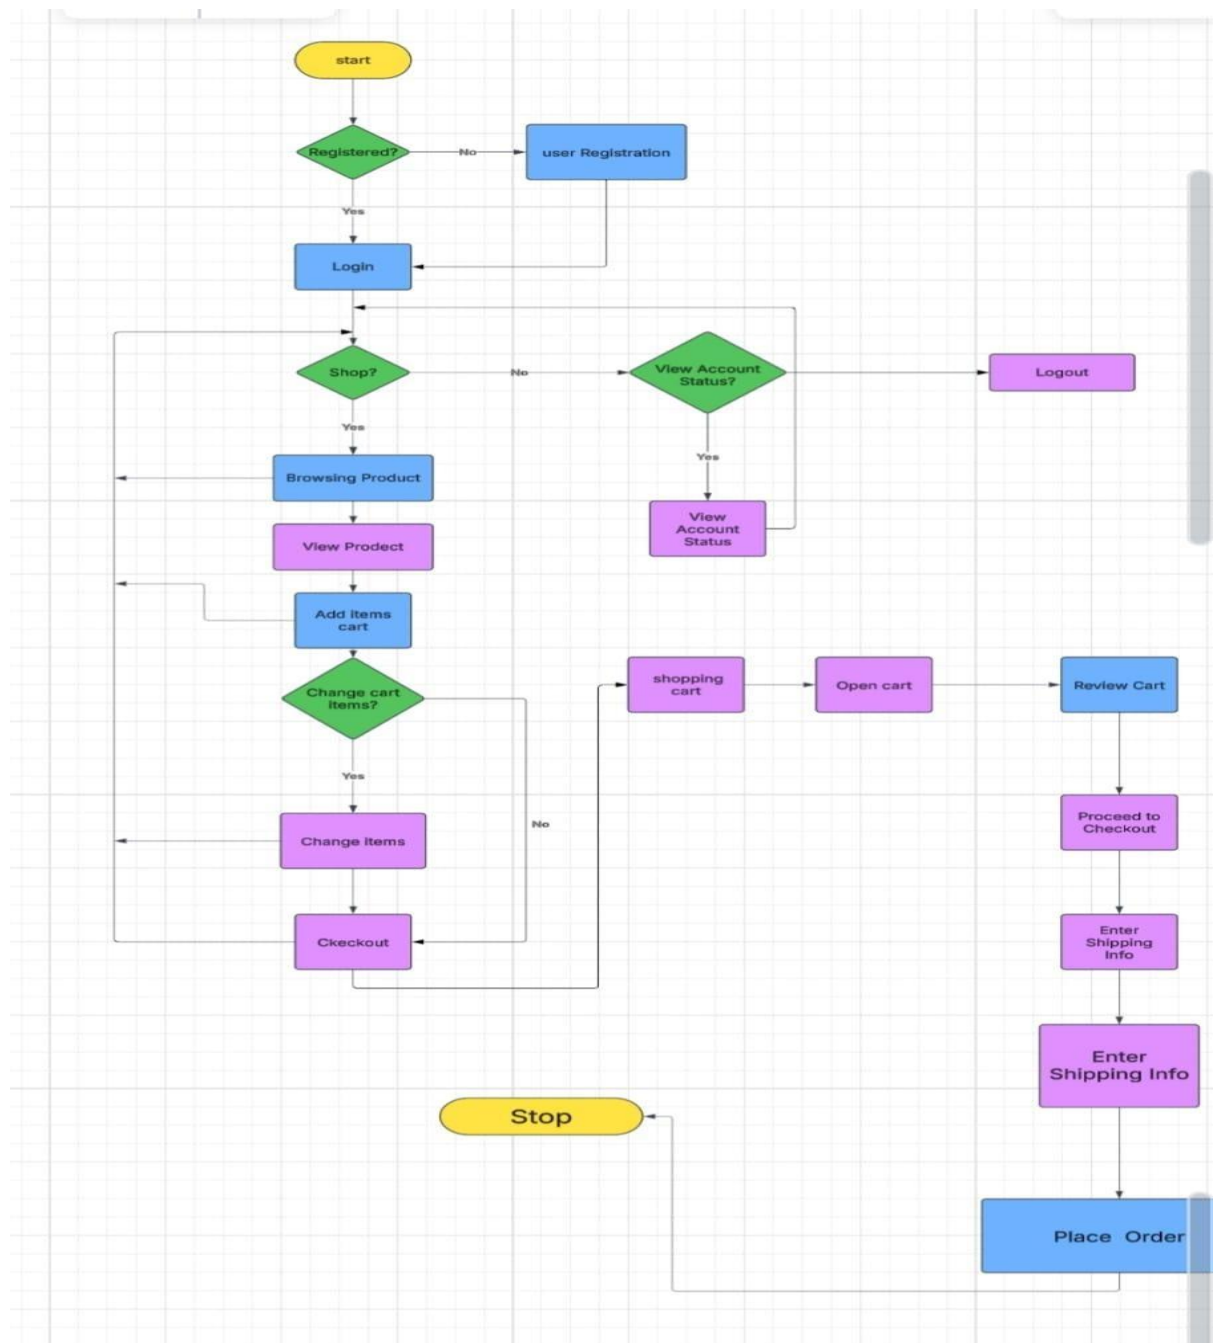 start
Registered?
No
user Registration
Yes
Login
Shop?
No
View Account
Status?
Logout
Yes
Yes
Browsing Product
View
Account
Status
View Prodect
Add items
cart
shopping
cart
Open cart
Review Cart
Change cart
items?
Yes
Proceed to
Checkout
No
Change items
Ckeckout
Enter
Shipping
Info
Enter
Shipping Info
Stop
Place Order